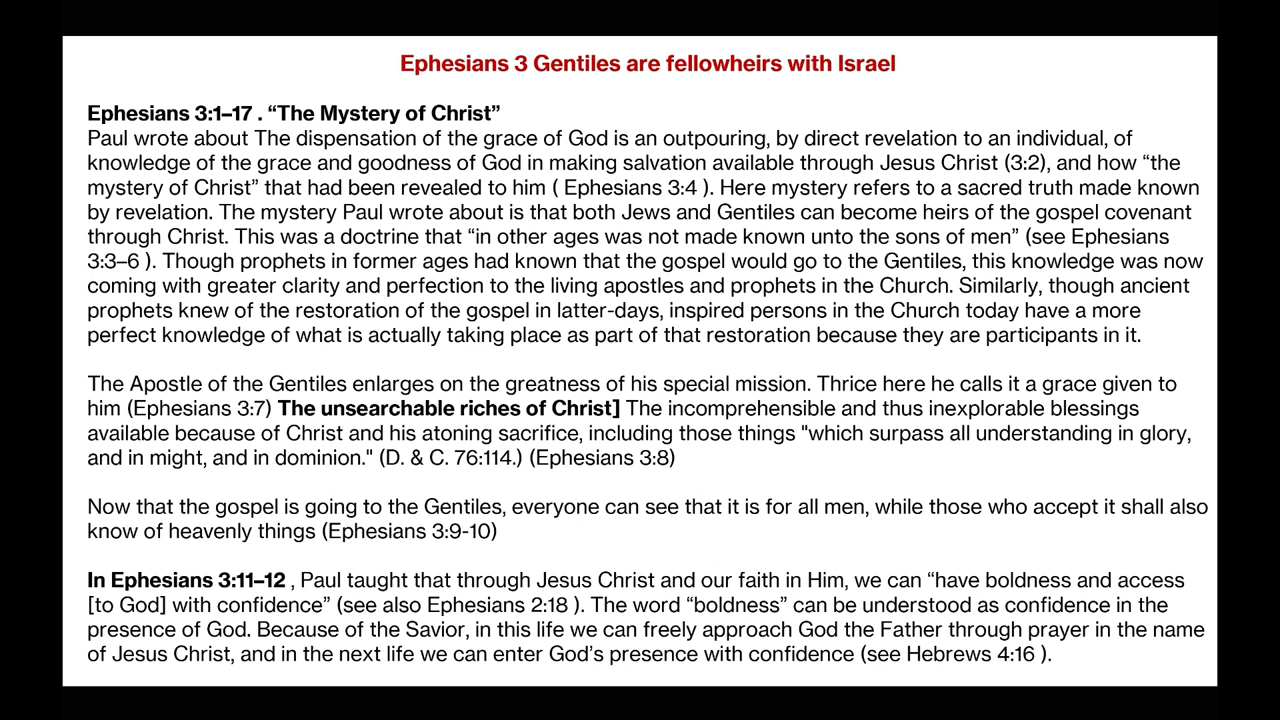 Ephesians 3 Gentiles are fellowheirs with Israel
Ephesians 3:1–17 . “The Mystery of Christ”
Paul wrote about The dispensation of the grace of God is an outpouring, by direct revelation to an individual, of
knowledge of the grace and goodness of God in making salvation available through Jesus Christ (3:2), and how “the
mystery of Christ” that had been revealed to him ( Ephesians 3:4 ). Here mystery refers to a sacred truth made known
by revelation. The mystery Paul wrote about is that both Jews and Gentiles can become heirs of the gospel covenant
through Christ. This was a doctrine that “in other ages was not made known unto the sons of men” (see Ephesians
3:3–6 ). Though prophets in former ages had known that the gospel would go to the Gentiles, this knowledge was now
coming with greater clarity and perfection to the living apostles and prophets in the Church. Similarly, though ancient
prophets knew of the restoration of the gospel in latter-days, inspired persons in the Church today have a more
perfect knowledge of what is actually taking place as part of that restoration because they are participants in it.
The Apostle of the Gentiles enlarges on the greatness of his special mission. Thrice here he calls it a grace given to
him (Ephesians 3:7) The unsearchable riches of Christ] The incomprehensible and thus inexplorable blessings
available because of Christ and his atoning sacrifice, including those things "which surpass all understanding in glory,
and in might, and in dominion." (D. & C. 76:114.) (Ephesians 3:8)
Now that the gospel is going to the Gentiles, everyone can see that it is for all men, while those who accept it shall also
know of heavenly things (Ephesians 3:9-10)
In Ephesians 3:11–12 , Paul taught that through Jesus Christ and our faith in Him, we can “have boldness and access
[to God] with confidence” (see also Ephesians 2:18 ). The word “boldness” can be understood as confidence in the
presence of God. Because of the Savior, in this life we can freely approach God the Father through prayer in the name
of Jesus Christ, and in the next life we can enter God’s presence with confidence (see Hebrews 4:16 ).